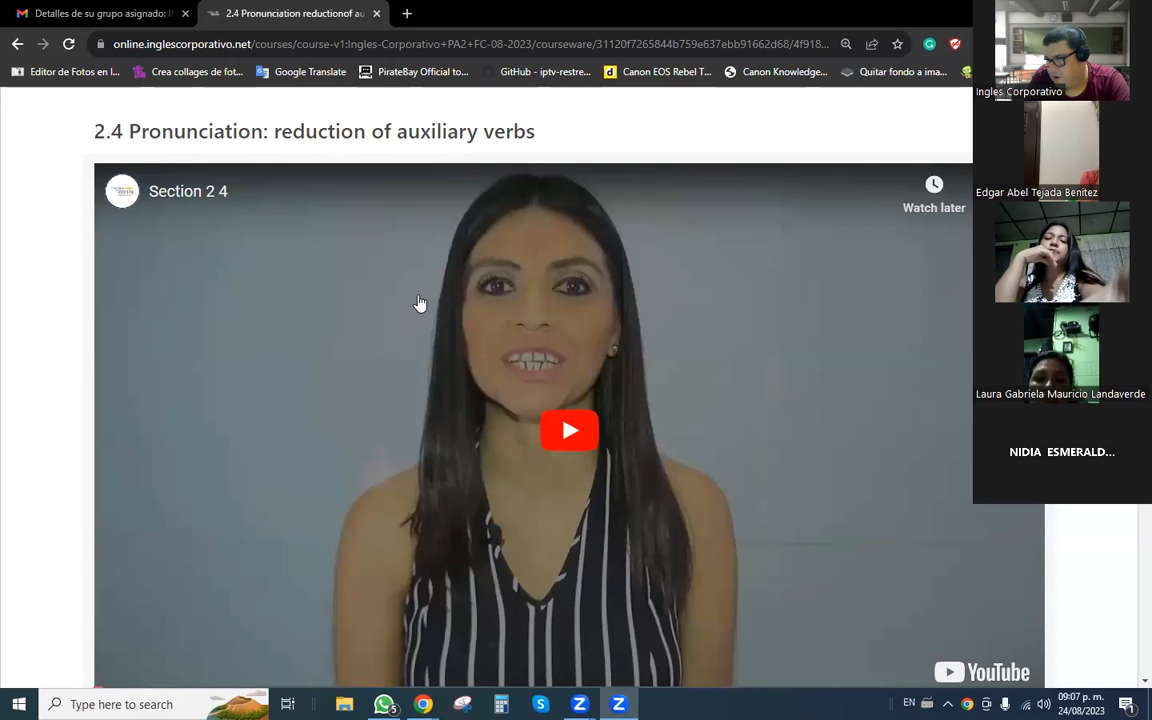 Detalles de su grupo asignado: I
2.4 Pronunciation reductionof au
online.inglescorporativo.net/courses/course-v1:Ingles-Corporativo+PA2+FC-08-2023/courseware/31120f7265844b759e637ebb91662d68/4f918...
Editor de Fotos en l...
Crea collages de fot...
Google Translate
PirateBay Official to...
GitHub - iptv-restre...
Canon EOS Rebel T...
Canon Knowledge...
Quitar fondo a ima...
Ingles Corporativo
Edgar Abel Tejada Benitez
Laura Gabriela Mauricio Landaverde
NIDIA ESMERALD...
2.4 Pronunciation: reduction of auxiliary verbs
Section 2 4
Watch later
YouTube
Type here to search
5
EN
09:07 p. m.
24/08/2023
1